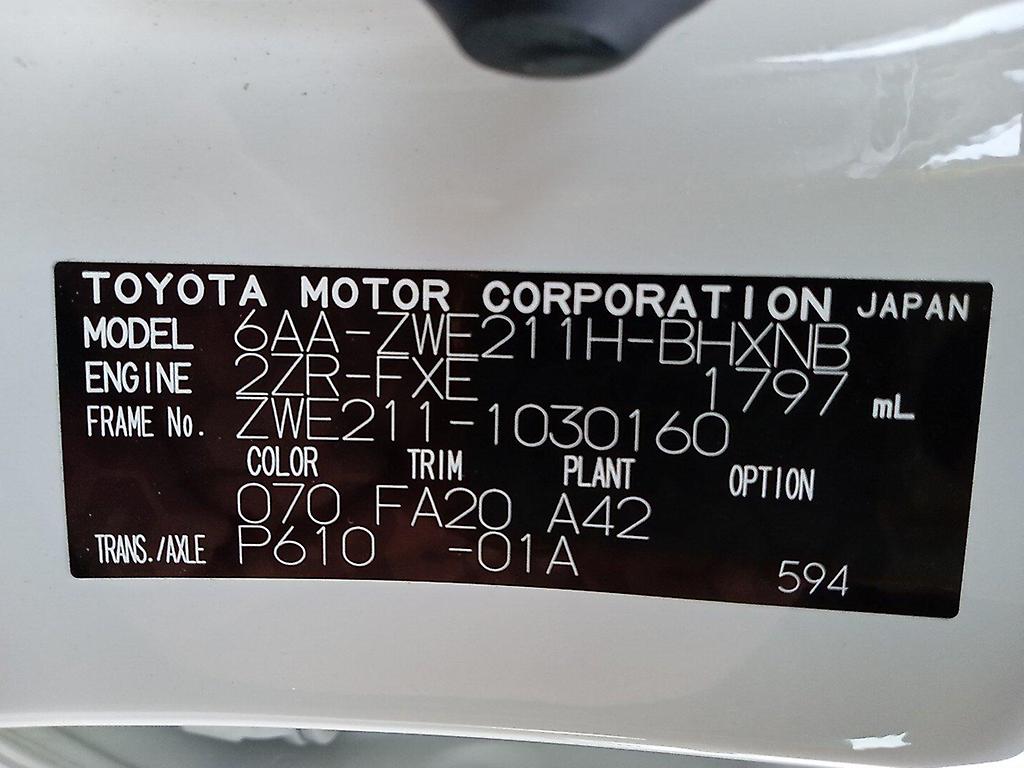 TOYOTA MOTOR CORPORATION JAPAN
MODEL 6AA-ZWE211H-BHXNB
ENGINE 2ZR-FXE 1797 mL
FRAME No. ZWE211-1030160
COLOR TRIM PLANT OPTION
070 FA20 A42
TRANS./AXLE P610 -01A 594